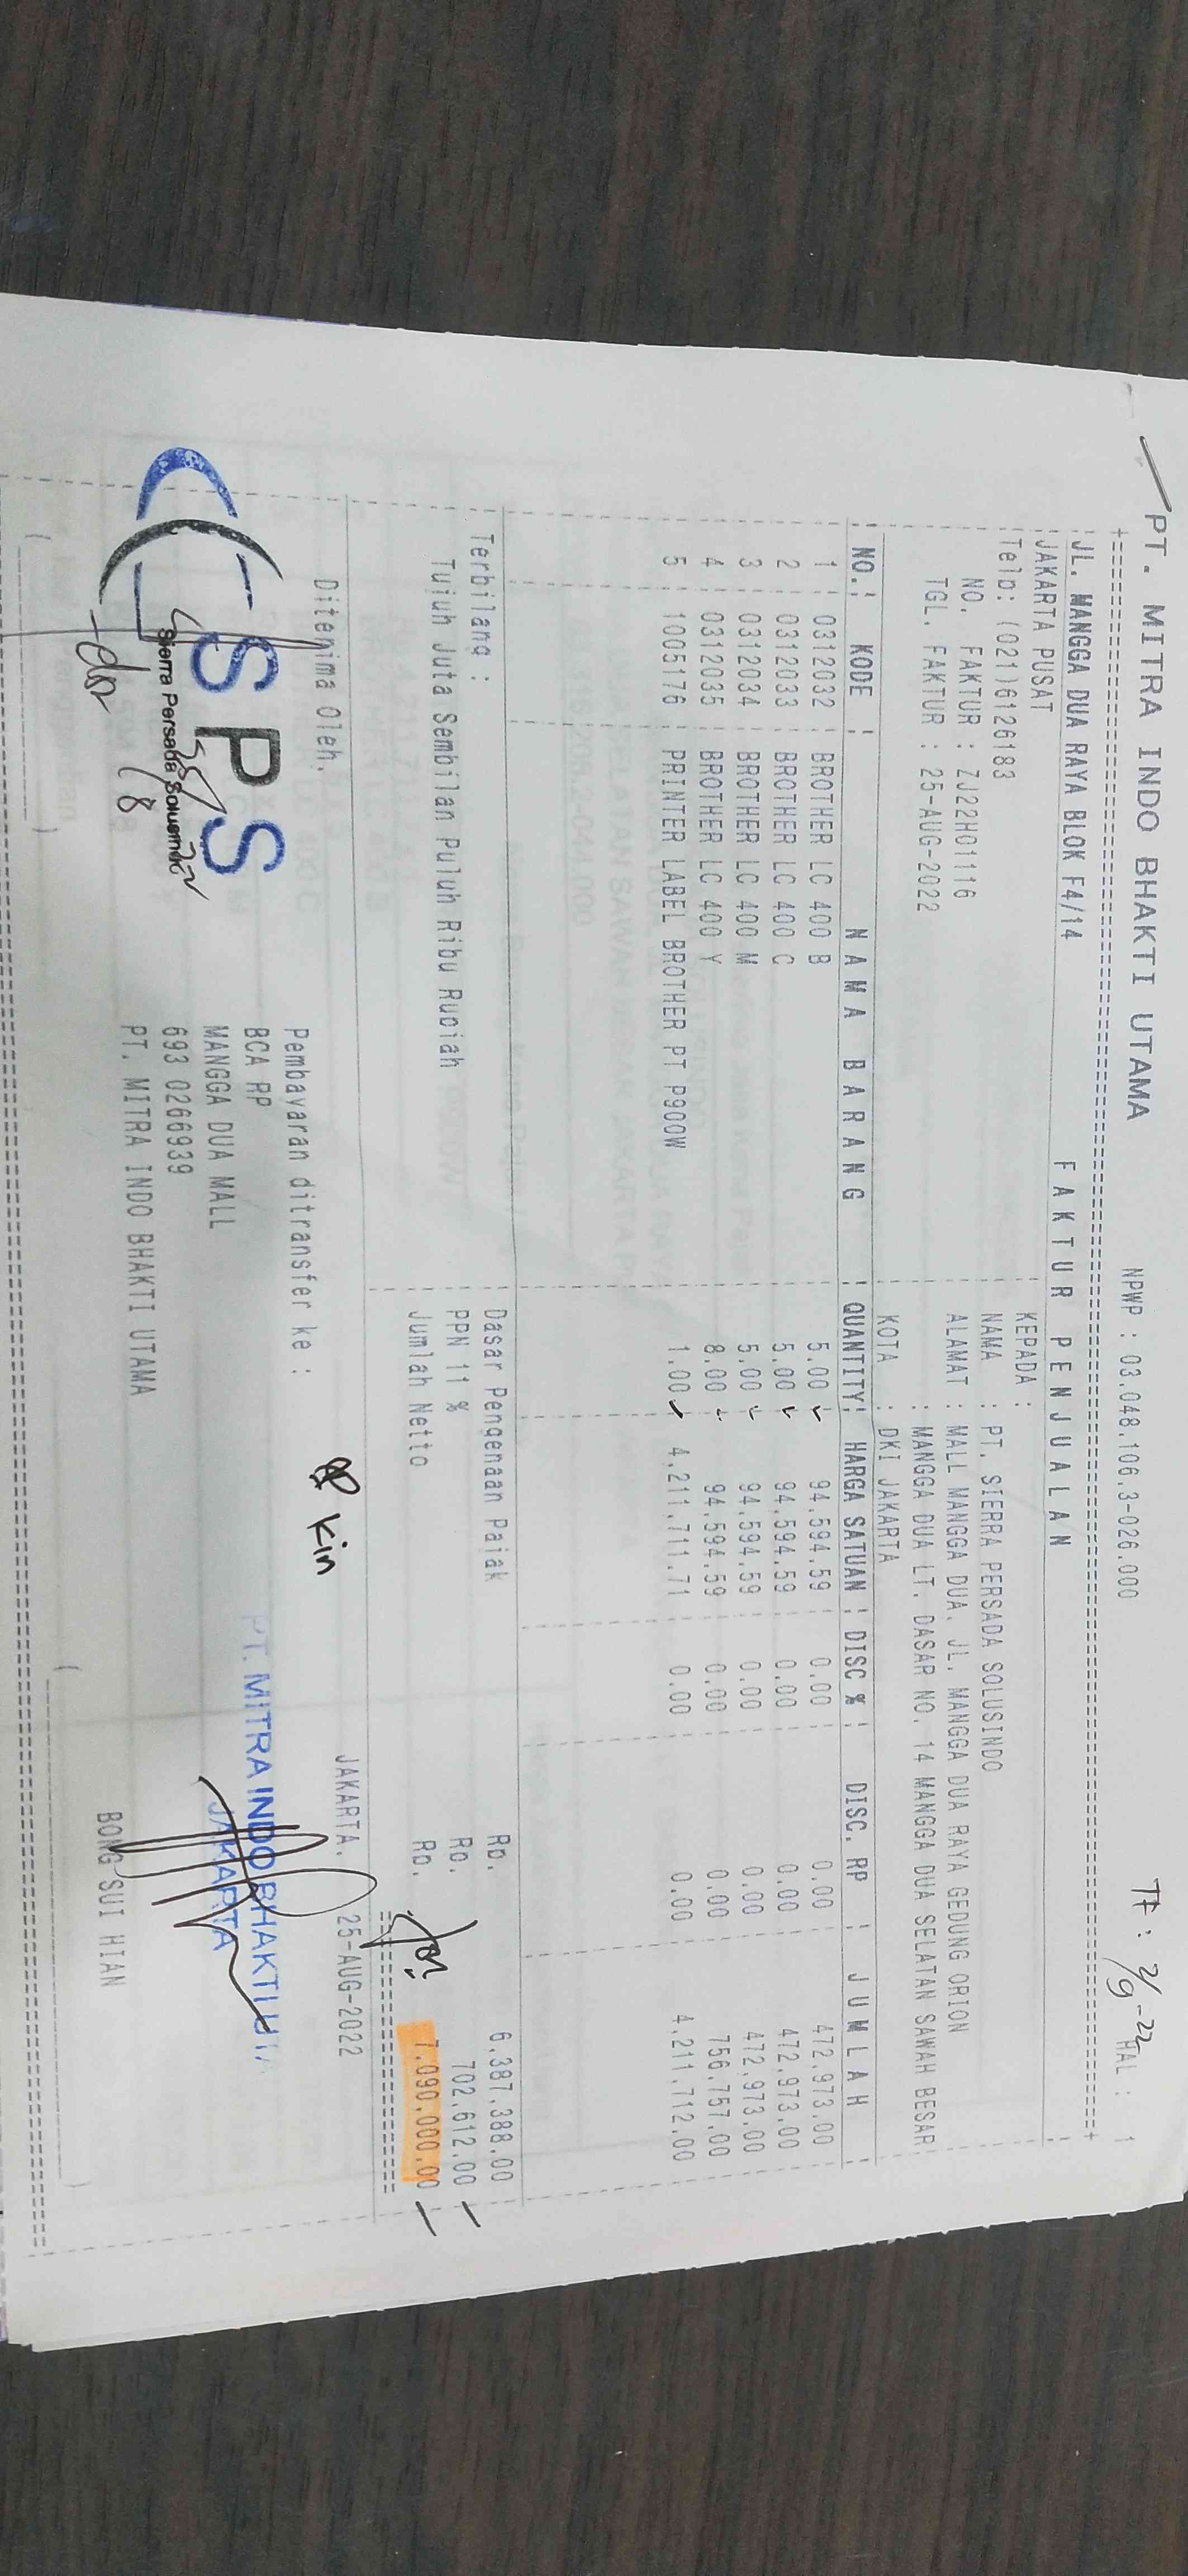 PT. MITRA INDO BHAKTI UTAMA NPWP : 03.048.106.3-026.000 HAL : 1
TF : 2/9-22
JL. MANGGA DUA RAYA BLOK F4/14 FAKTUR PENJUALAN
JAKARTA PUSAT KEPADA :
Telp: (021)6126183 NAMA : PT. SIERRA PERSADA SOLUSINDO
NO. FAKTUR : ZJ22H01116 ALAMAT : MALL MANGGA DUA. JL. MANGGA DUA RAYA GEDUNG ORION
TGL. FAKTUR : 25-AUG-2022 : MANGGA DUA LT. DASAR NO. 14 MANGGA DUA SELATAN SAWAH BESAR
KOTA : DKI JAKARTA
NO. KODE NAMA BARANG QUANTITY HARGA SATUAN DISC % DISC. RP JUMLAH
1 0312032 BROTHER LC 400 B 5.00 94.594.59 0.00 0.00 472.973.00
2 0312033 BROTHER LC 400 C 5.00 94.594.59 0.00 0.00 472.973.00
3 0312034 BROTHER LC 400 M 5.00 94.594.59 0.00 0.00 472.973.00
4 0312035 BROTHER LC 400 Y 8.00 94.594.59 0.00 0.00 756.757.00
5 1005176 PRINTER LABEL BROTHER PT P900W 1.00 4.211.711.71 0.00 0.00 4.211.712.00
Terbilang : Dasar Pengenaan Pajak Rp. 6.387.388.00
Tujuh Juta Sembilan Puluh Ribu Rupiah PPN 11 % Rp. 702.612.00
Jumlah Netto Rp. 7.090.000.00
JAKARTA. 25-AUG-2022
Diterima Oleh. Pembayaran ditransfer ke :
Kin
BCA RP
MANGGA DUA MALL
693 0266939
PT. MITRA INDO BHAKTI UTAMA
SPS
Sierra Persada Solusindo
PT. MITRA INDO BHAKTI U
JAKARTA
BONG SUI HIAN